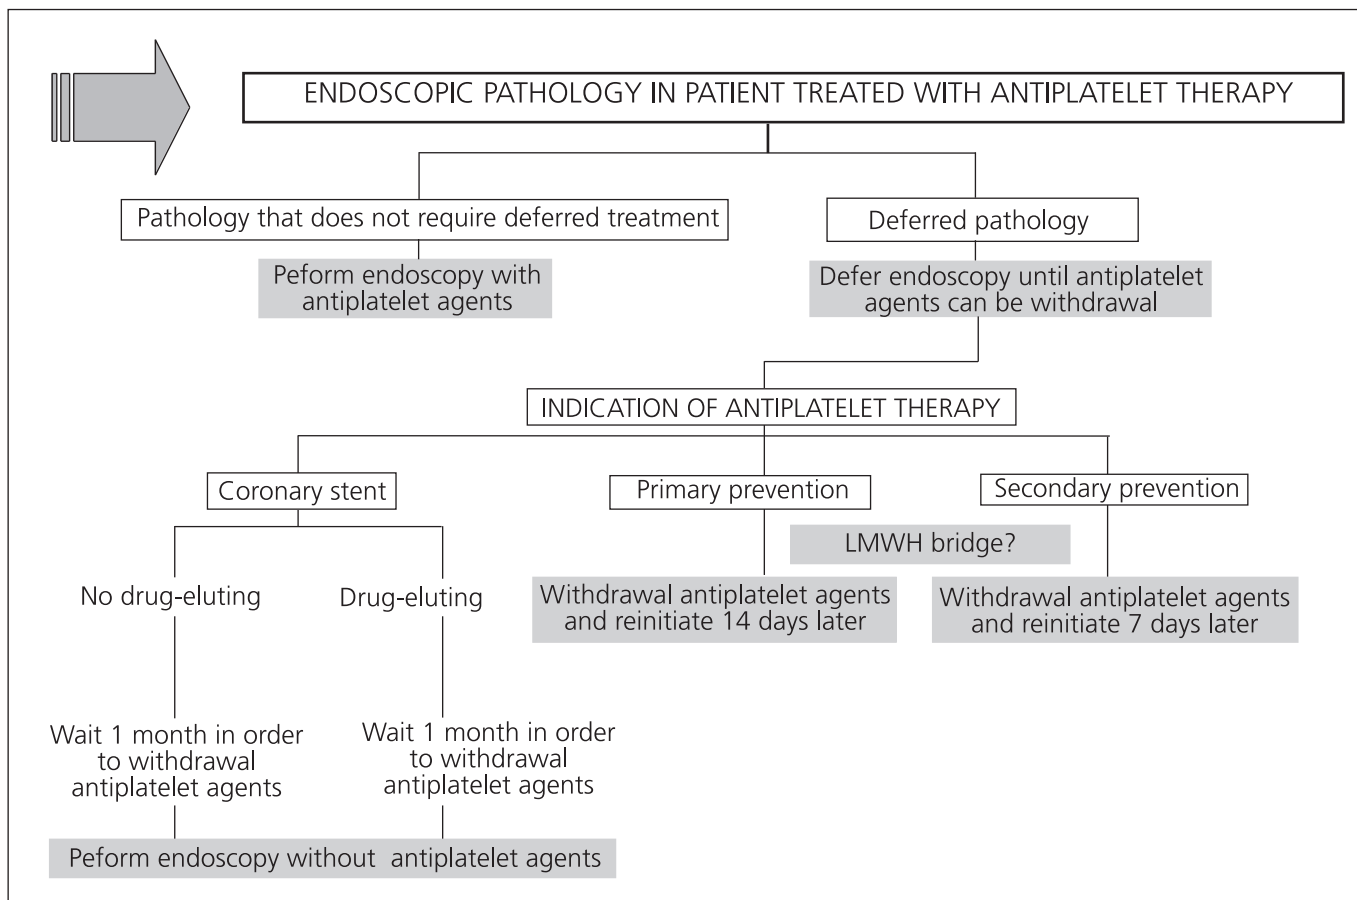 ENDOSCOPIC PATHOLOGY IN PATIENT TREATED WITH ANTIPLATELET THERAPY
Pathology that does not require deferred treatment
Deferred pathology
Peform endoscopy with
antiplatelet agents
Defer endoscopy until antiplatelet
agents can be withdrawal
INDICATION OF ANTIPLATELET THERAPY
Coronary stent
Primary prevention
Secondary prevention
LMWH bridge?
No drug-eluting
Drug-eluting
Withdrawal antiplatelet agents
and reinitiate 14 days later
Withdrawal antiplatelet agents
and reinitiate 7 days later
Wait 1 month in order
to withdrawal
antiplatelet agents
Wait 1 month in order
to withdrawal
antiplatelet agents
Peform endoscopy without antiplatelet agents